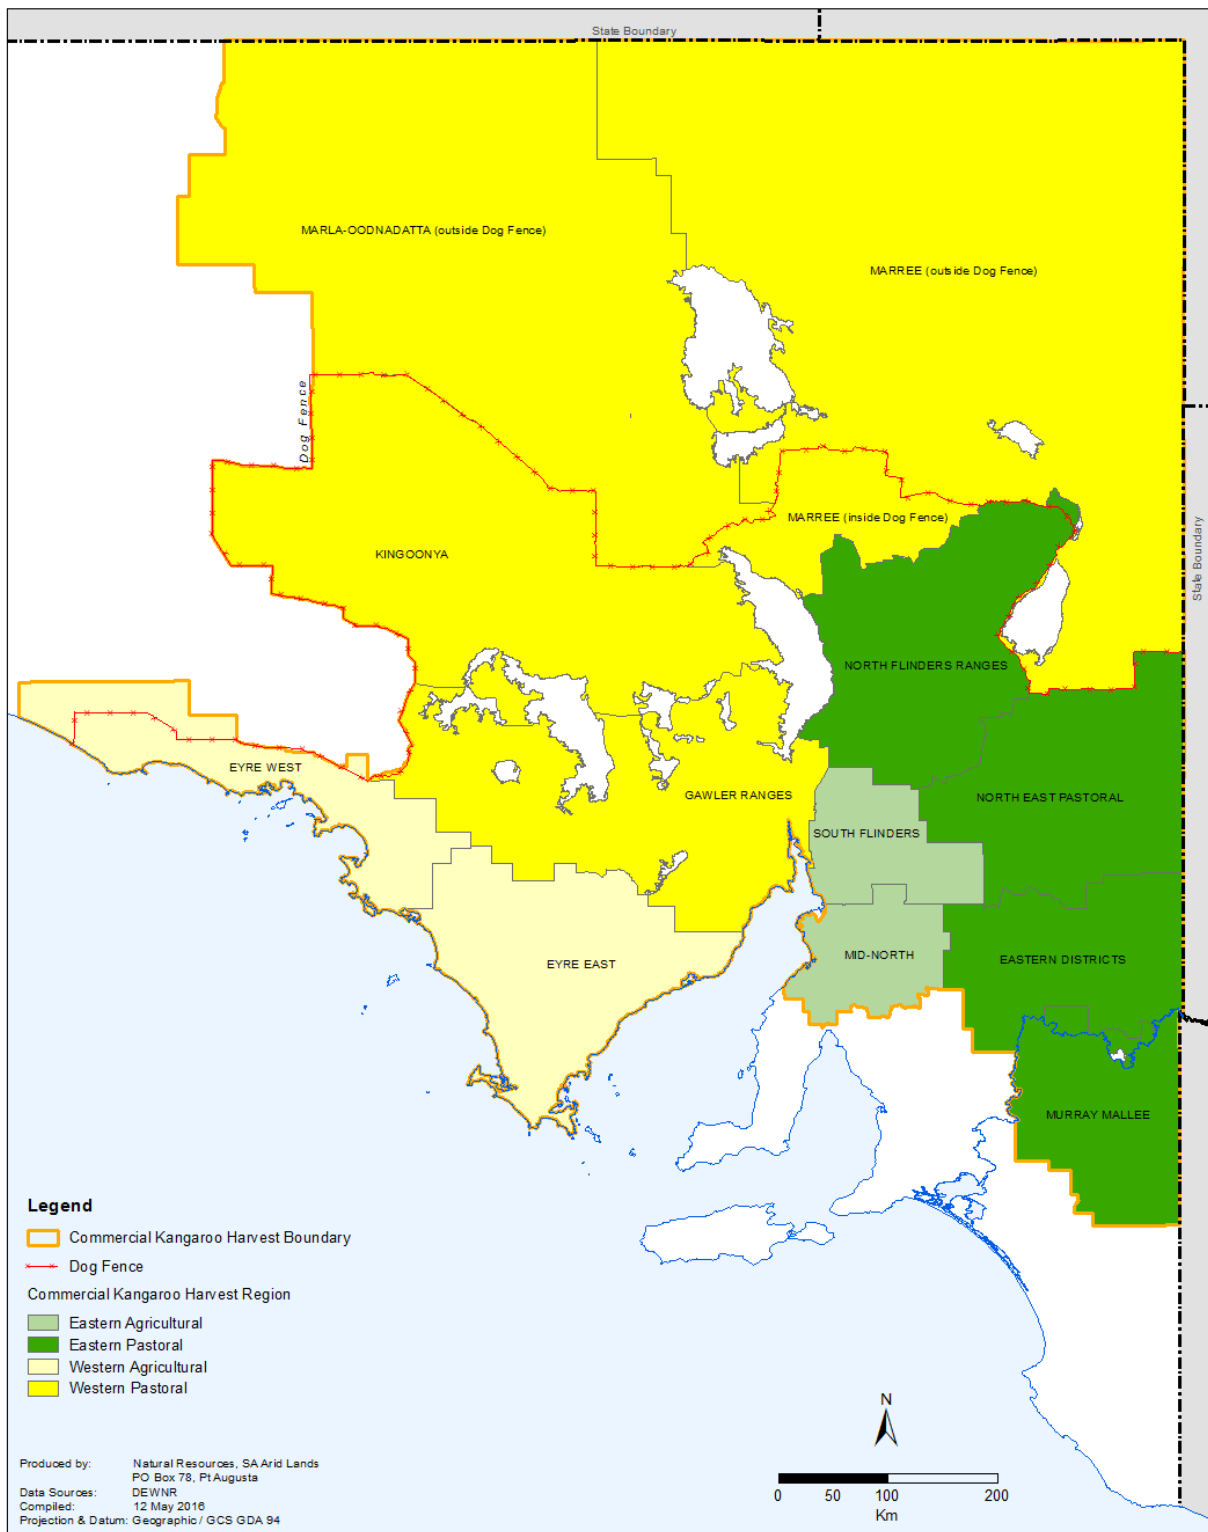 State Boundary
MARLA-OODNADATTA (outside Dog Fence)
MARREE (outside Dog Fence)
Dog Fence
MARREE (inside Dog Fence)
KINGOONYA
State Boundary
NORTH FLINDERS RANGES
EYRE WEST
GAWLER RANGES
NORTH EAST PASTORAL
SOUTH FLINDERS
EYRE EAST
MID-NORTH
EASTERN DISTRICTS
MURRAY MALLEE
Legend
Commercial Kangaroo Harvest Boundary
Dog Fence
Commercial Kangaroo Harvest Region
Eastern Agricultural
Eastern Pastoral
Western Agricultural
Western Pastoral
N
0 50 100 200
Km
Produced by: Natural Resources, SA Arid Lands
PO Box 78, Pt Augusta
Data Sources: DEWNR
Compiled: 12 May 2016
Projection & Datum: Geographic / GCS GDA 94